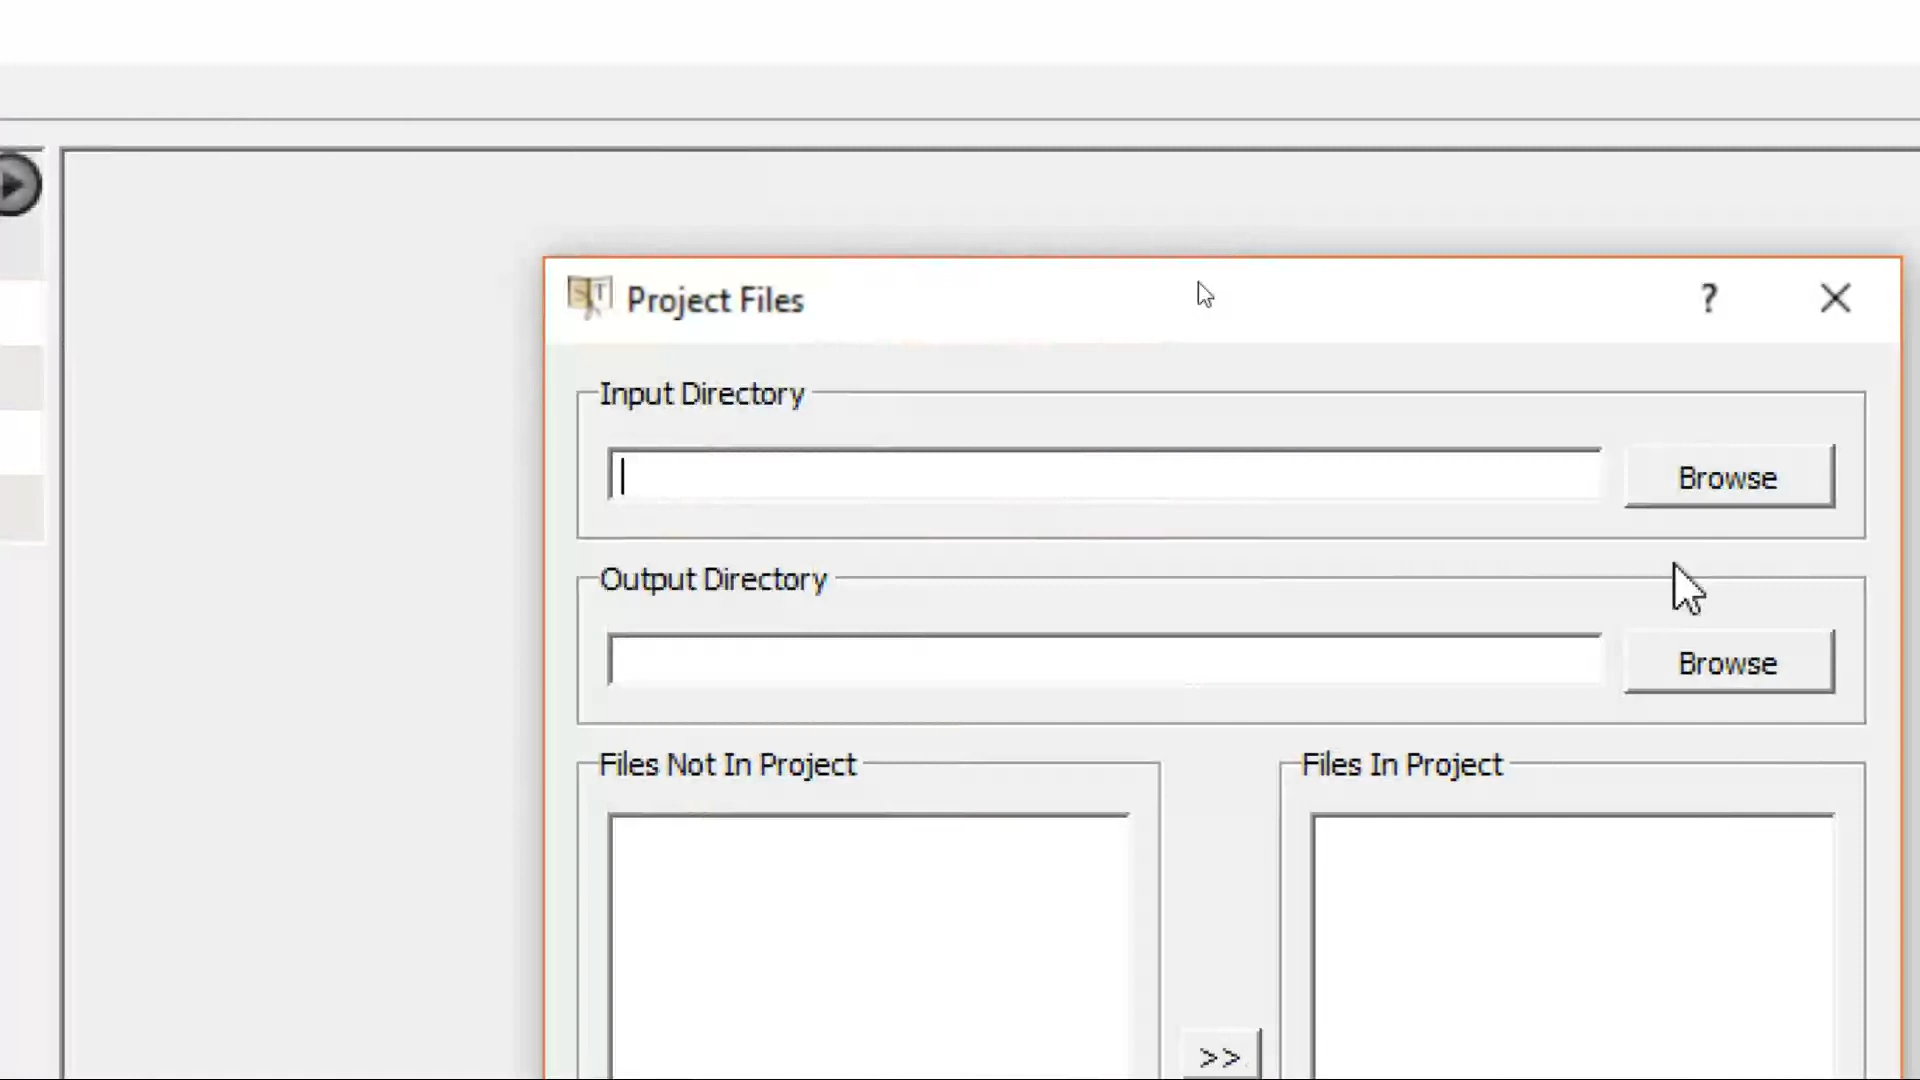 Project Files
?
Input Directory
Browse
Output Directory
Browse
Files Not In Project
Files In Project
>>